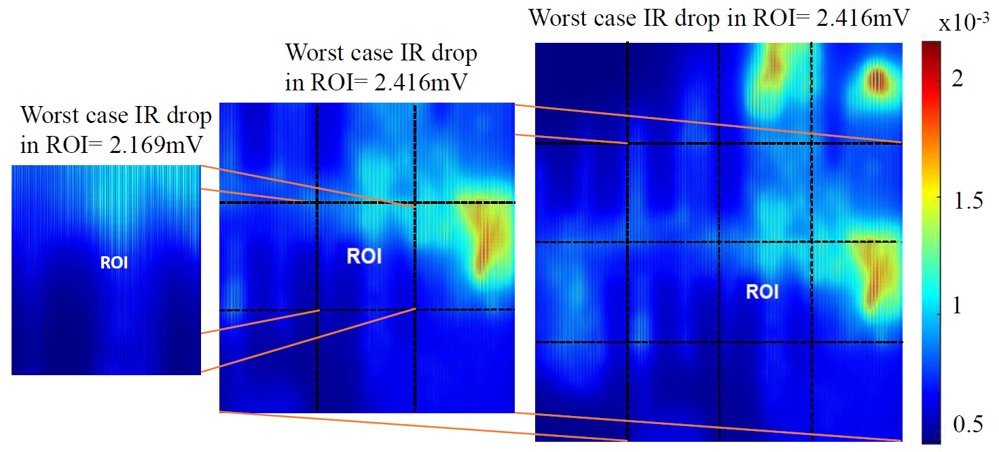 Worst case IR drop in ROI= 2.416mV
x10-3
Worst case IR drop
in ROI= 2.416mV
Worst case IR drop
in ROI= 2.169mV
ROI
ROI
ROI
2
1.5
1
0.5